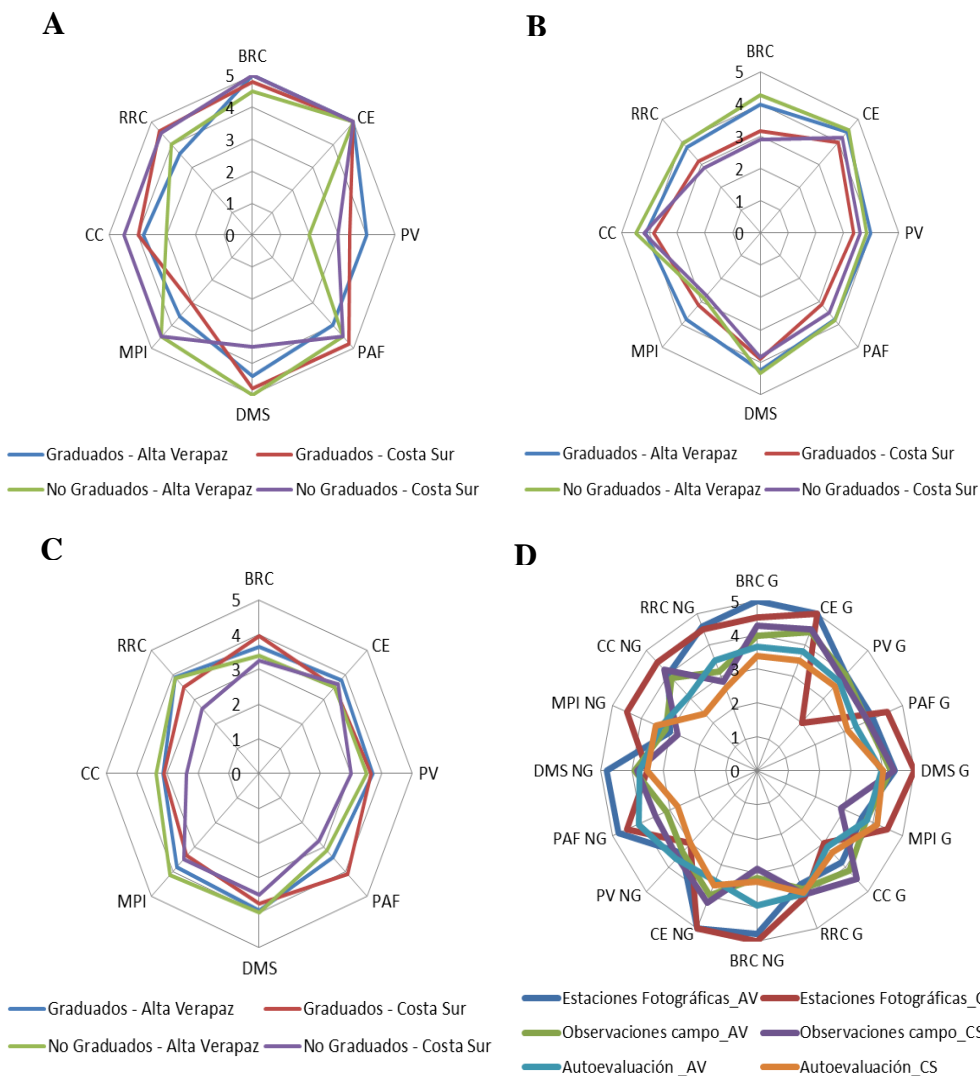 A
BRC
5
4
3
2
1
0
RRC
CE
CC
PV
MPI
PAF
DMS
Graduados - Alta Verapaz
Graduados - Costa Sur
No Graduados - Alta Verapaz
No Graduados - Costa Sur
B
BRC
5
4
3
2
1
0
RRC
CE
CC
PV
MPI
PAF
DMS
Graduados - Alta Verapaz
Graduados - Costa Sur
No Graduados - Alta Verapaz
No Graduados - Costa Sur
C
BRC
5
4
3
2
1
0
RRC
CE
CC
PV
MPI
PAF
DMS
Graduados - Alta Verapaz
Graduados - Costa Sur
No Graduados - Alta Verapaz
No Graduados - Costa Sur
D
BRC G
5
4
3
2
1
0
RRC NG
CE G
CC NG
PV G
MPI NG
PAF G
DMS NG
DMS G
PAF NG
MPI G
PV NG
CC G
CE NG
RRC G
BRC NG
Estaciones Fotográficas_AV
Estaciones Fotográficas_
Observaciones campo_AV
Observaciones campo_CS
Autoevaluación _AV
Autoevaluación_CS